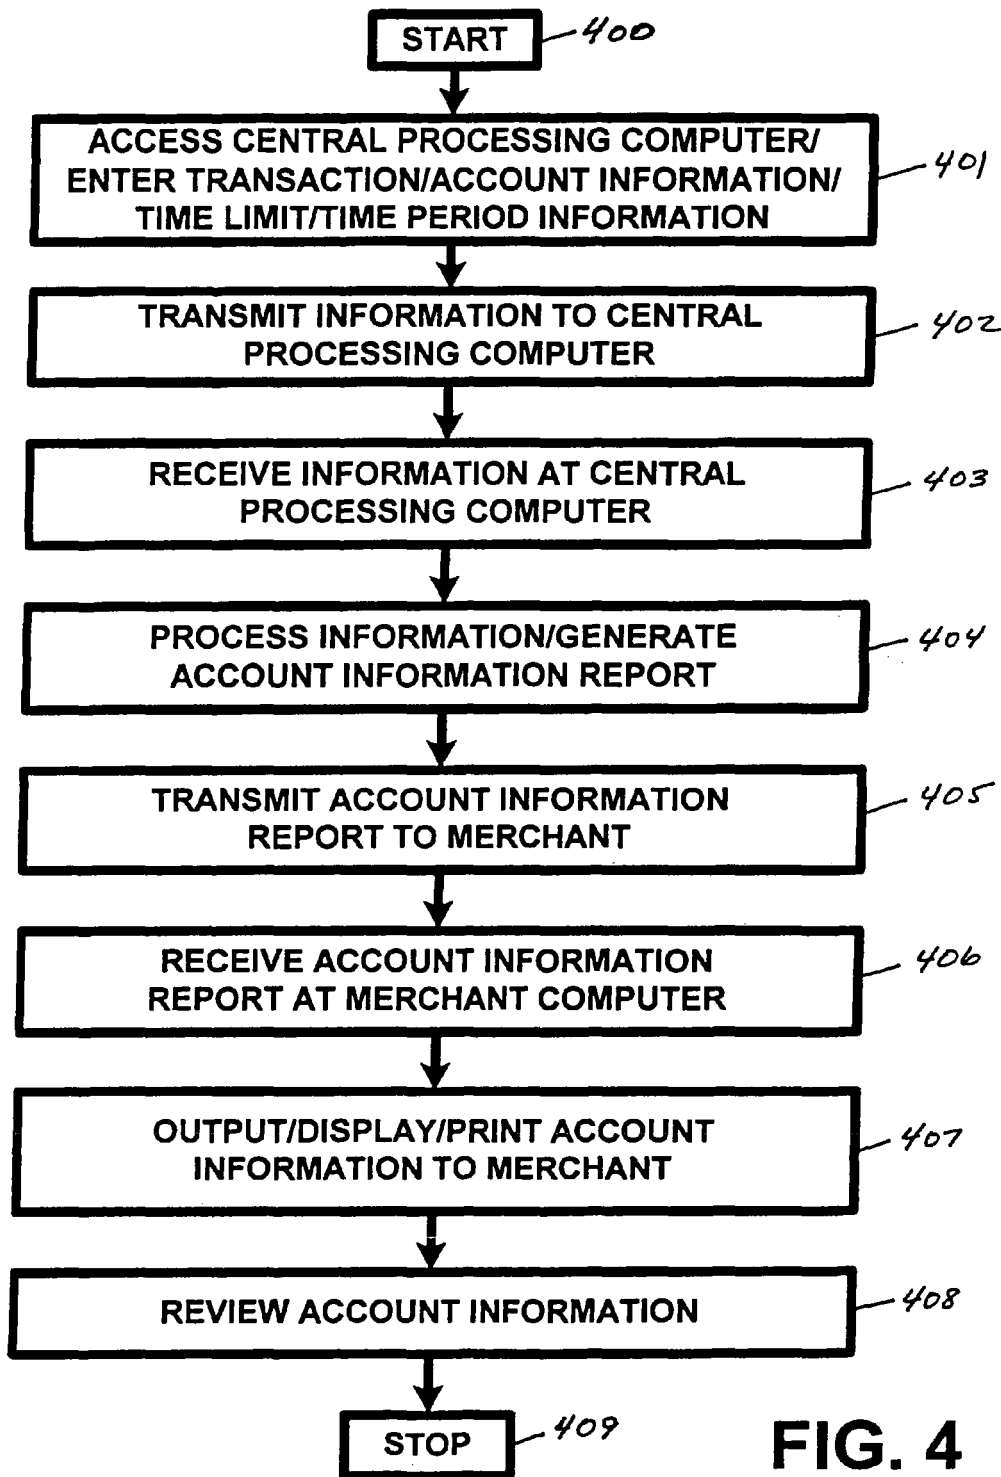 START 400
ACCESS CENTRAL PROCESSING COMPUTER/
ENTER TRANSACTION/ACCOUNT INFORMATION/
TIME LIMIT/TIME PERIOD INFORMATION
401
TRANSMIT INFORMATION TO CENTRAL
PROCESSING COMPUTER
402
RECEIVE INFORMATION AT CENTRAL
PROCESSING COMPUTER
403
PROCESS INFORMATION/GENERATE
ACCOUNT INFORMATION REPORT
404
TRANSMIT ACCOUNT INFORMATION
REPORT TO MERCHANT
405
RECEIVE ACCOUNT INFORMATION
REPORT AT MERCHANT COMPUTER
406
OUTPUT/DISPLAY/PRINT ACCOUNT
INFORMATION TO MERCHANT
407
REVIEW ACCOUNT INFORMATION 408
STOP 409
FIG. 4